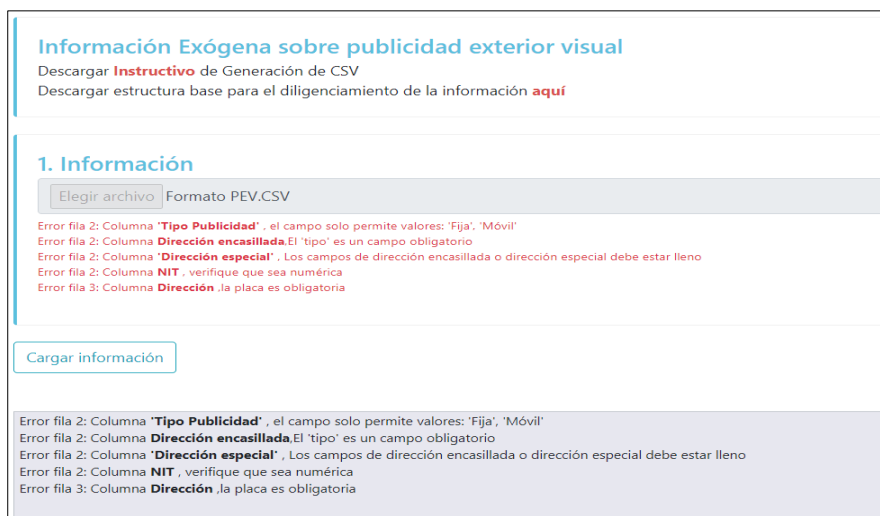 Información Exógena sobre publicidad exterior visual
Descargar Instructivo de Generación de CSV
Descargar estructura base para el diligenciamiento de la información aquí
1. Información
Elegir archivo Formato PEV.CSV
Error fila 2: Columna 'Tipo Publicidad' , el campo solo permite valores: 'Fija', 'Móvil'
Error fila 2: Columna Dirección encasillada,El 'tipo' es un campo obligatorio
Error fila 2: Columna 'Dirección especial' , Los campos de dirección encasillada o dirección especial debe estar lleno
Error fila 2: Columna NIT , verifique que sea numérica
Error fila 3: Columna Dirección ,la placa es obligatoria
Cargar información
Error fila 2: Columna 'Tipo Publicidad' , el campo solo permite valores: 'Fija', 'Móvil'
Error fila 2: Columna Dirección encasillada,El 'tipo' es un campo obligatorio
Error fila 2: Columna 'Dirección especial' , Los campos de dirección encasillada o dirección especial debe estar lleno
Error fila 2: Columna NIT , verifique que sea numérica
Error fila 3: Columna Dirección ,la placa es obligatoria